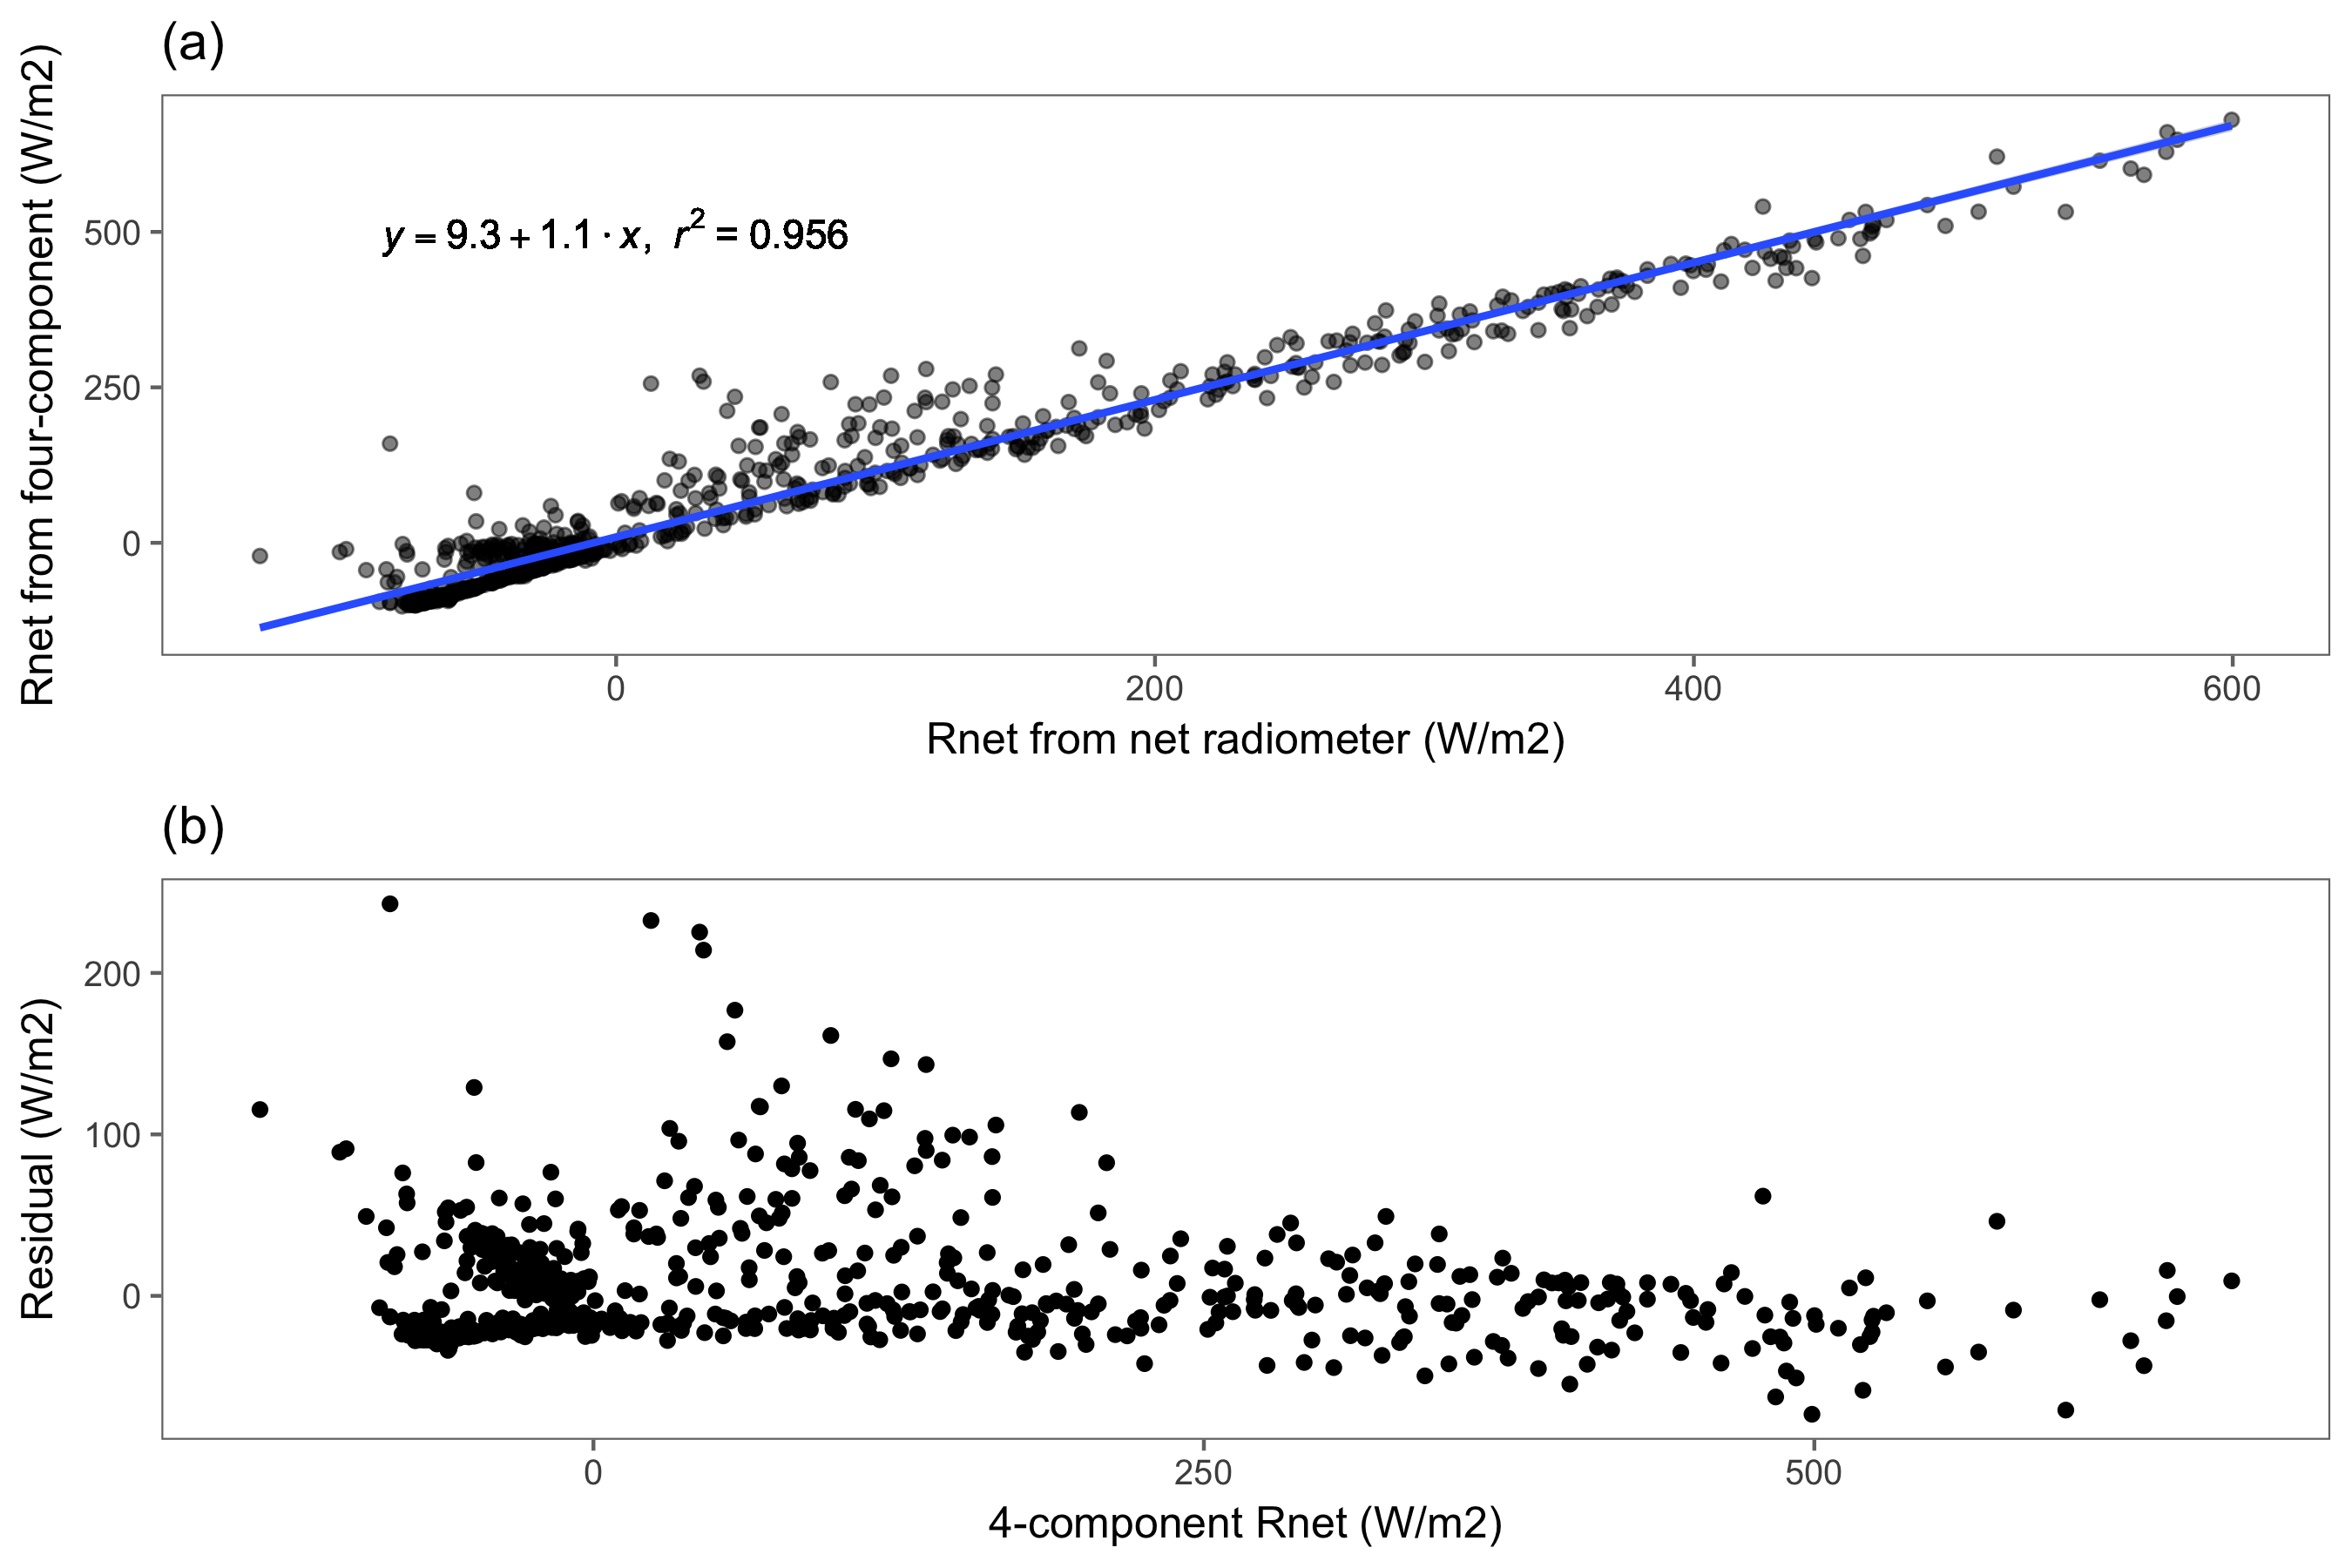 (a)
Rnet from four-component (W/m2)
500
250
0
y = 9.3 + 1.1 · x, r² = 0.956
0 200 400 600
Rnet from net radiometer (W/m2)
(b)
Residual (W/m2)
200
100
0
0 250 500
4-component Rnet (W/m2)